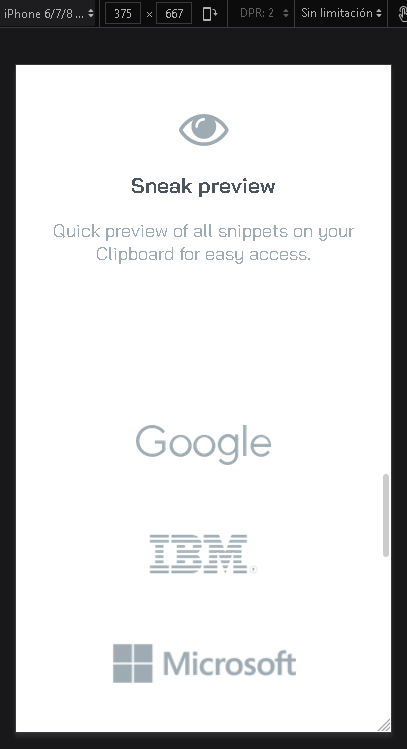 iPhone 6/7/8 ... 375 × 667 DPR: 2 Sin limitación
Sneak preview
Quick preview of all snippets on your
Clipboard for easy access.
Google
IBM®
Microsoft